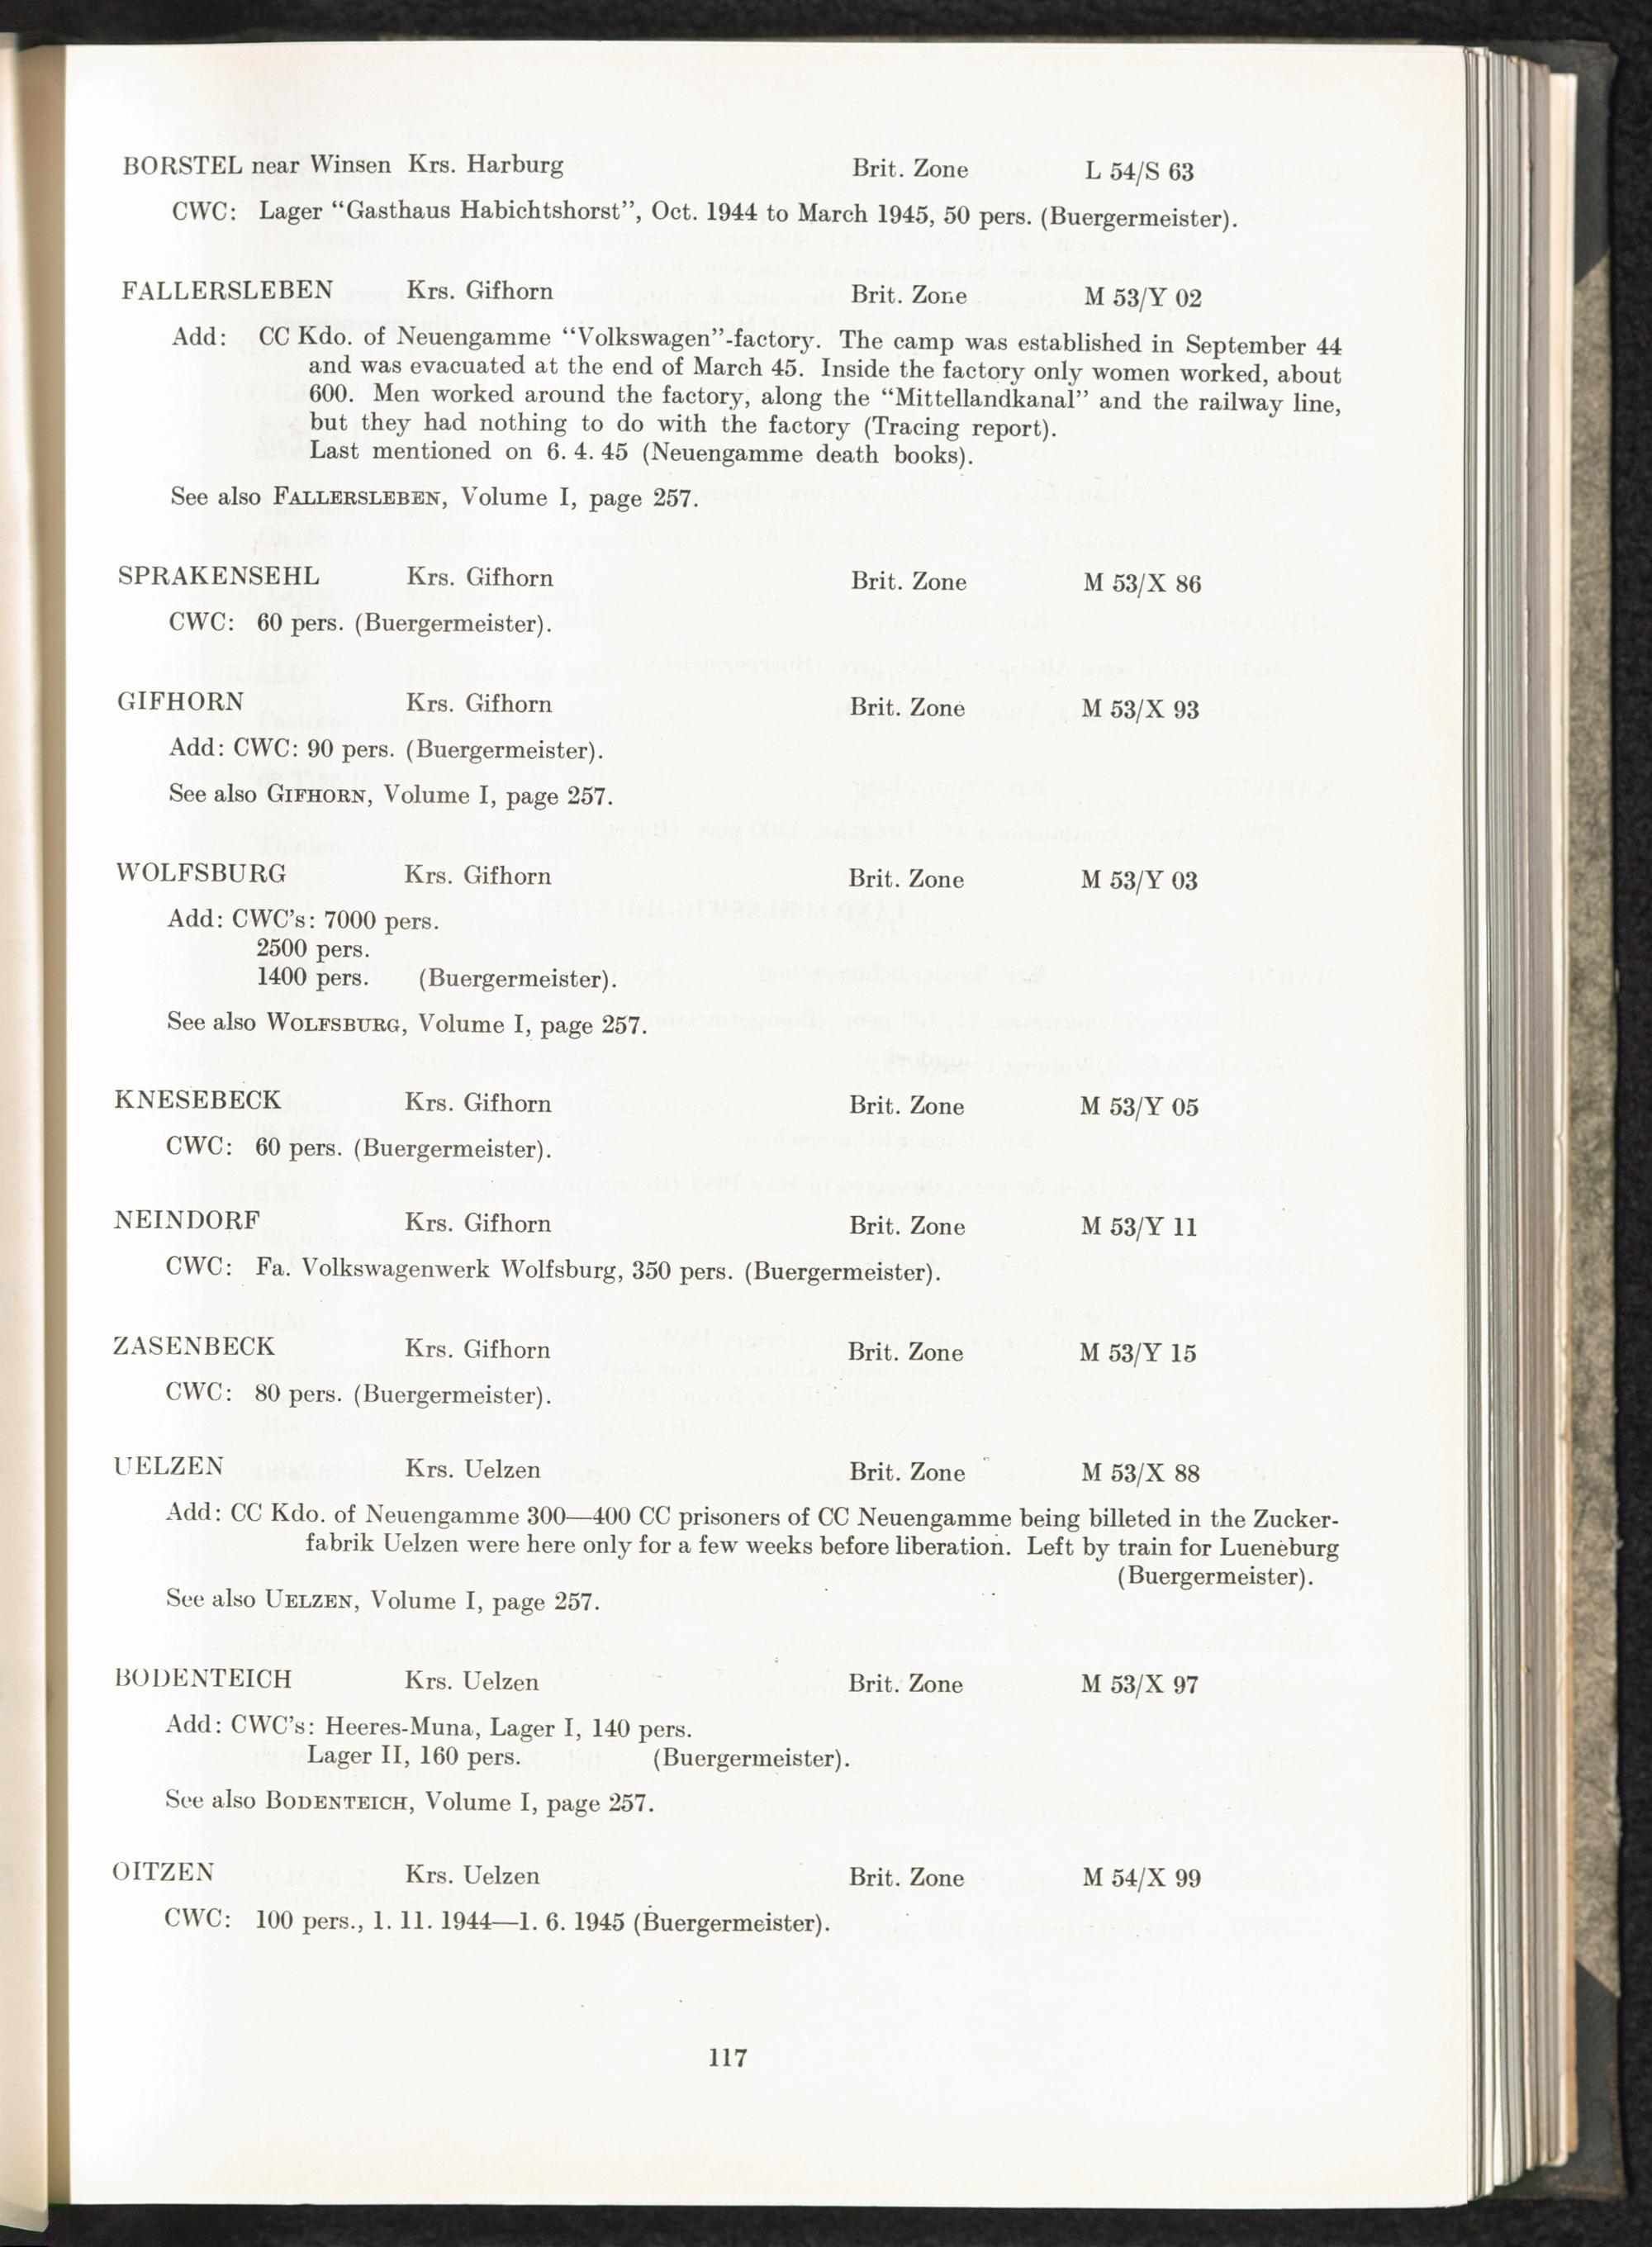 BORSTEL near Winsen Krs. Harburg Brit. Zone L 54/S 63
CWC: Lager “Gasthaus Habichtshorst”, Oct. 1944 to March 1945, 50 pers. (Buergermeister).
FALLERSLEBEN Krs. Gifhorn Brit. Zone M 53/Y 02
Add: CC Kdo. of Neuengamme “Volkswagen”-factory. The camp was established in September 44
and was evacuated at the end of March 45. Inside the factory only women worked, about
600. Men worked around the factory, along the “Mittellandkanal” and the railway line,
but they had nothing to do with the factory (Tracing report).
Last mentioned on 6. 4. 45 (Neuengamme death books).
See also FALLERSLEBEN, Volume I, page 257.
SPRAKENSEHL Krs. Gifhorn Brit. Zone M 53/X 86
CWC: 60 pers. (Buergermeister).
GIFHORN Krs. Gifhorn Brit. Zone M 53/X 93
Add: CWC: 90 pers. (Buergermeister).
See also GIFHORN, Volume I, page 257.
WOLFSBURG Krs. Gifhorn Brit. Zone M 53/Y 03
Add: CWC’s: 7000 pers.
2500 pers.
1400 pers. (Buergermeister).
See also WOLFSBURG, Volume I, page 257.
KNESEBECK Krs. Gifhorn Brit. Zone M 53/Y 05
CWC: 60 pers. (Buergermeister).
NEINDORF Krs. Gifhorn Brit. Zone M 53/Y 11
CWC: Fa. Volkswagenwerk Wolfsburg, 350 pers. (Buergermeister).
ZASENBECK Krs. Gifhorn Brit. Zone M 53/Y 15
CWC: 80 pers. (Buergermeister).
UELZEN Krs. Uelzen Brit. Zone M 53/X 88
Add: CC Kdo. of Neuengamme 300—400 CC prisoners of CC Neuengamme being billeted in the Zucker-
fabrik Uelzen were here only for a few weeks before liberation. Left by train for Lueneburg
(Buergermeister).
See also UELZEN, Volume I, page 257.
BODENTEICH Krs. Uelzen Brit. Zone M 53/X 97
Add: CWC’s: Heeres-Muna, Lager I, 140 pers.
Lager II, 160 pers. (Buergermeister).
See also BODENTEICH, Volume I, page 257.
OITZEN Krs. Uelzen Brit. Zone M 54/X 99
CWC: 100 pers., 1. 11. 1944—1. 6. 1945 (Buergermeister).
117